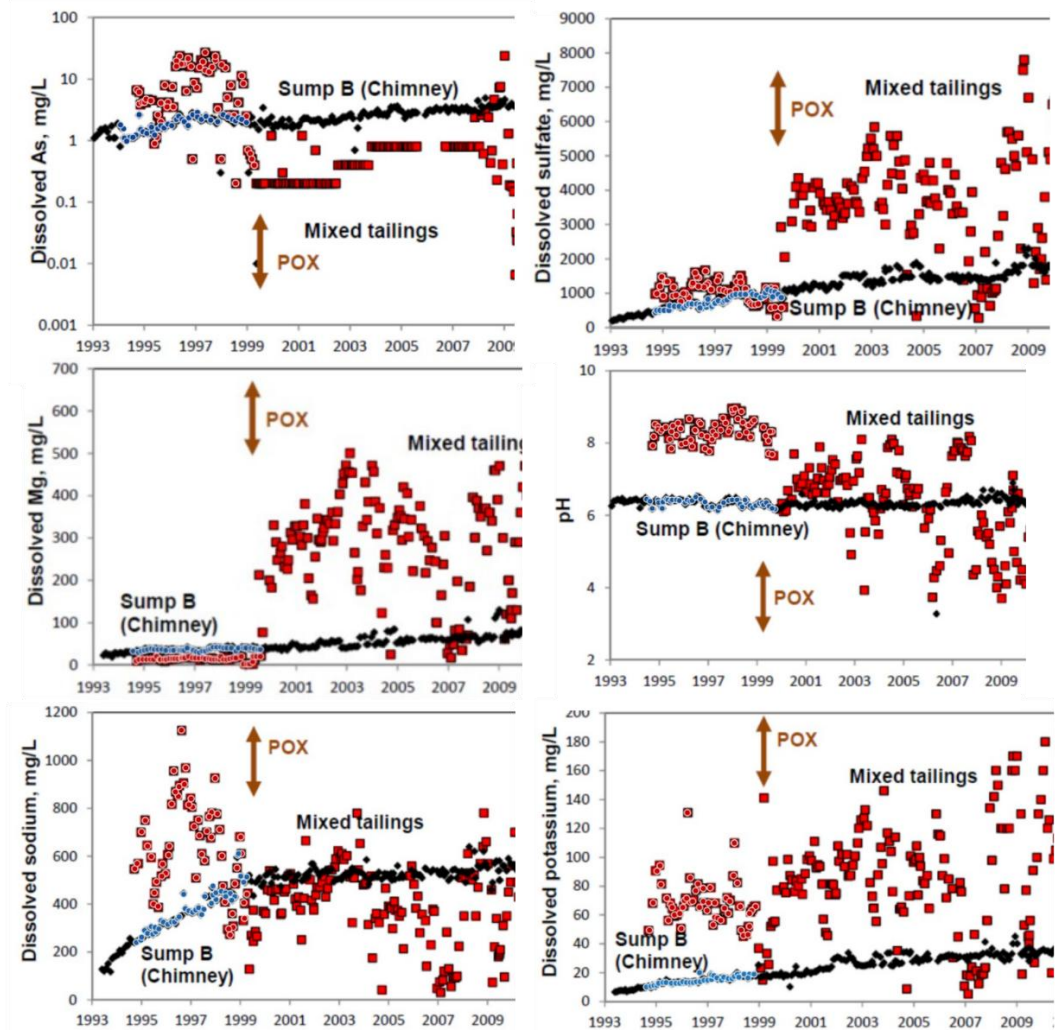 Dissolved As, mg/L
100
10
1
0.1
0.01
0.001
Sump B (Chimney)
Mixed tailings
POX
1993 1995 1997 1999 2001 2003 2005 2007 2009
Dissolved sulfate, mg/L
9000
8000
7000
6000
5000
4000
3000
2000
1000
0
POX
Mixed tailings
Sump B (Chimney)
1993 1995 1997 1999 2001 2003 2005 2007 2009
Dissolved Mg, mg/L
700
600
500
400
300
200
100
0
POX
Mixed tailing
Sump B
(Chimney)
1993 1995 1997 1999 2001 2003 2005 2007 2009
pH
10
8
6
4
2
Mixed tailings
Sump B (Chimney)
POX
1993 1995 1997 1999 2001 2003 2005 2007 2009
Dissolved sodium, mg/L
1200
1000
800
600
400
200
0
POX
Mixed tailings
Sump B
(Chimney)
1993 1995 1997 1999 2001 2003 2005 2007 2009
Dissolved potassium, mg/L
200
180
160
140
120
100
80
60
40
20
0
POX
Mixed tailings
Sump B
(Chimney)
1993 1995 1997 1999 2001 2003 2005 2007 2009